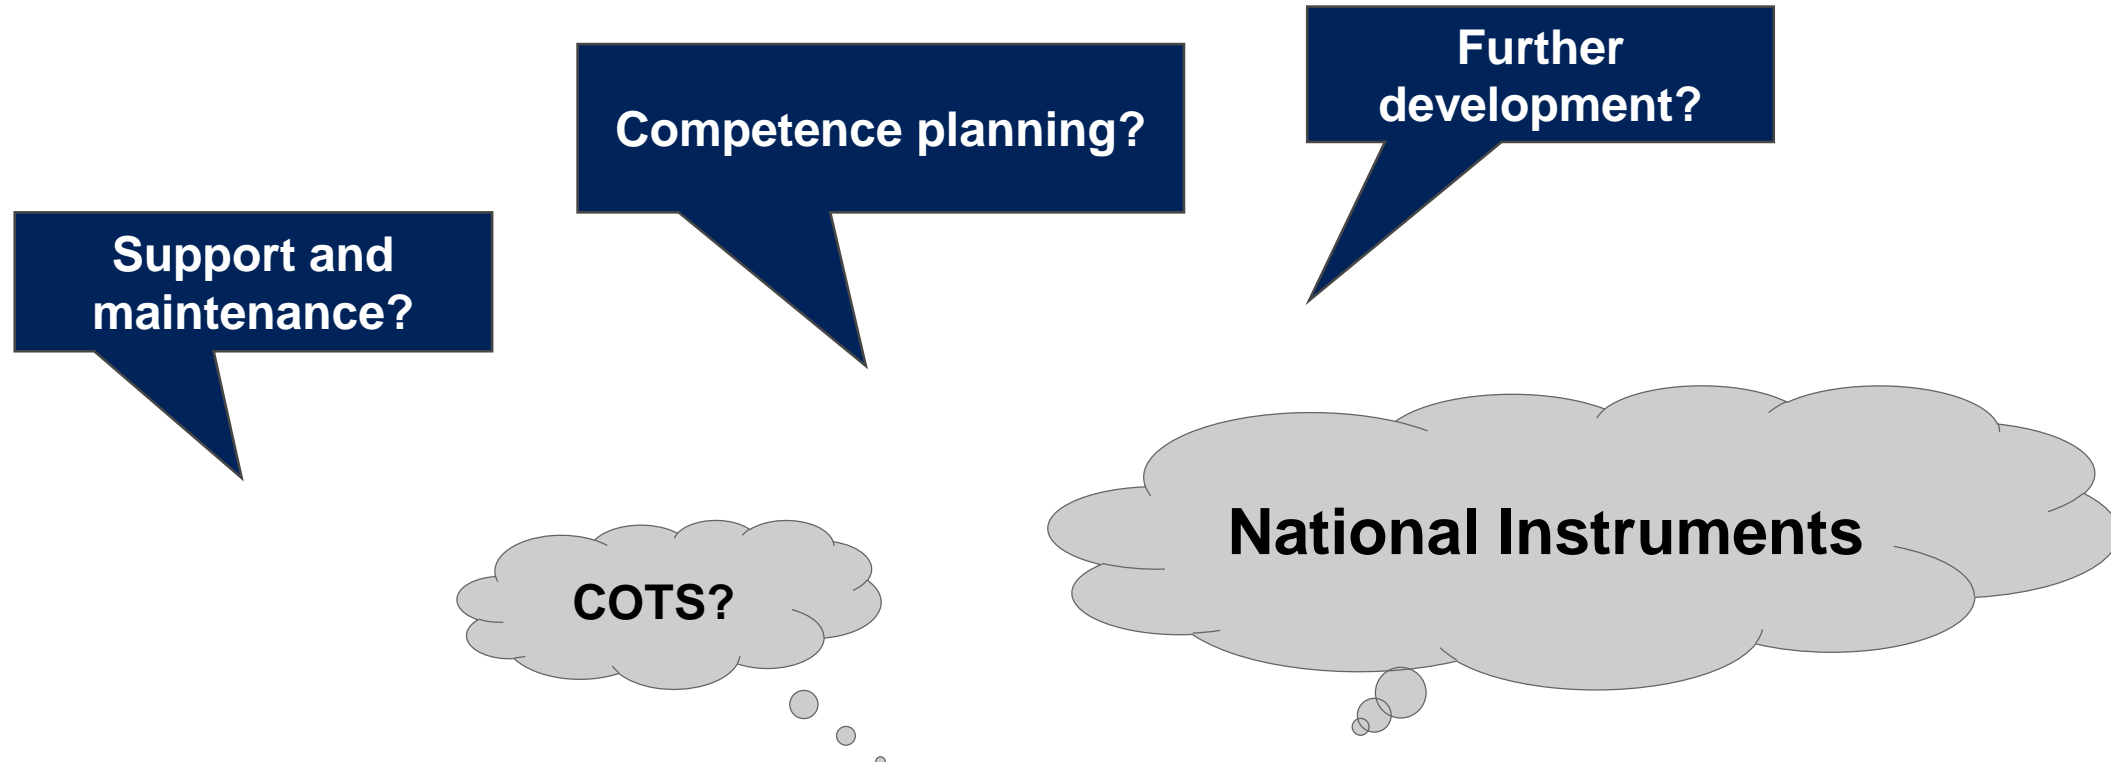 Support and
maintenance?
Competence planning?
Further
development?
COTS?
National Instruments